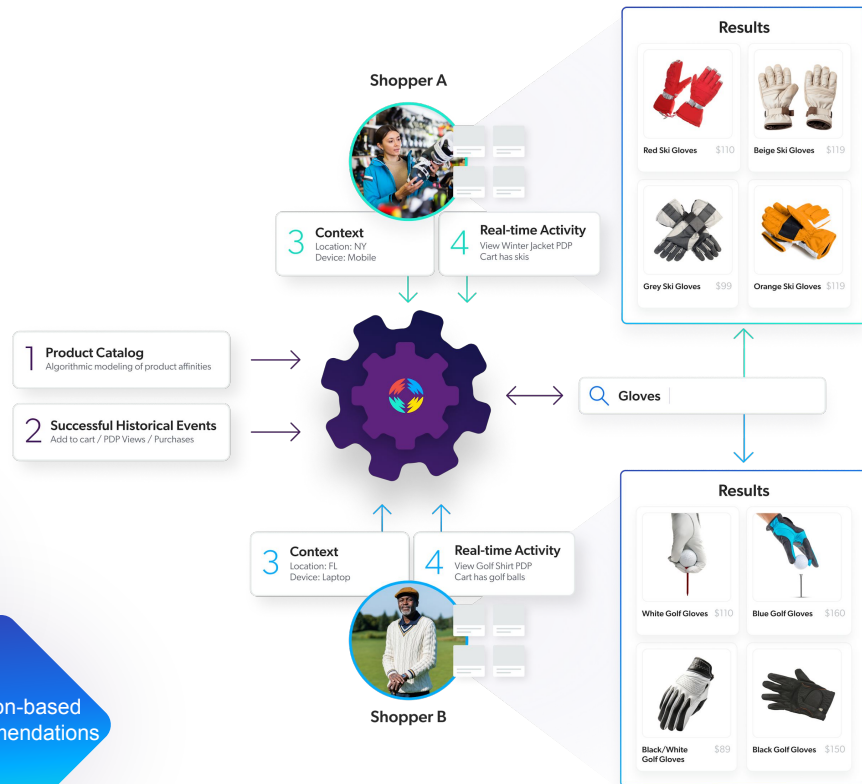 Shopper A
3 Context
Location: NY
Device: Mobile
4 Real-time Activity
View Winter Jacket PDP
Cart has skis
Results
Red Ski Gloves $110
Beige Ski Gloves $119
Grey Ski Gloves $99
Orange Ski Gloves $119
1 Product Catalog
Algorithmic modeling of product affinities
2 Successful Historical Events
Add to cart / PDP Views / Purchases
Gloves
3 Context
Location: FL
Device: Laptop
4 Real-time Activity
View Golf Shirt PDP
Cart has golf balls
Shopper B
Results
White Golf Gloves $110
Blue Golf Gloves $160
Black/White $89
Golf Gloves
Black Golf Gloves $150
on-based
mendations